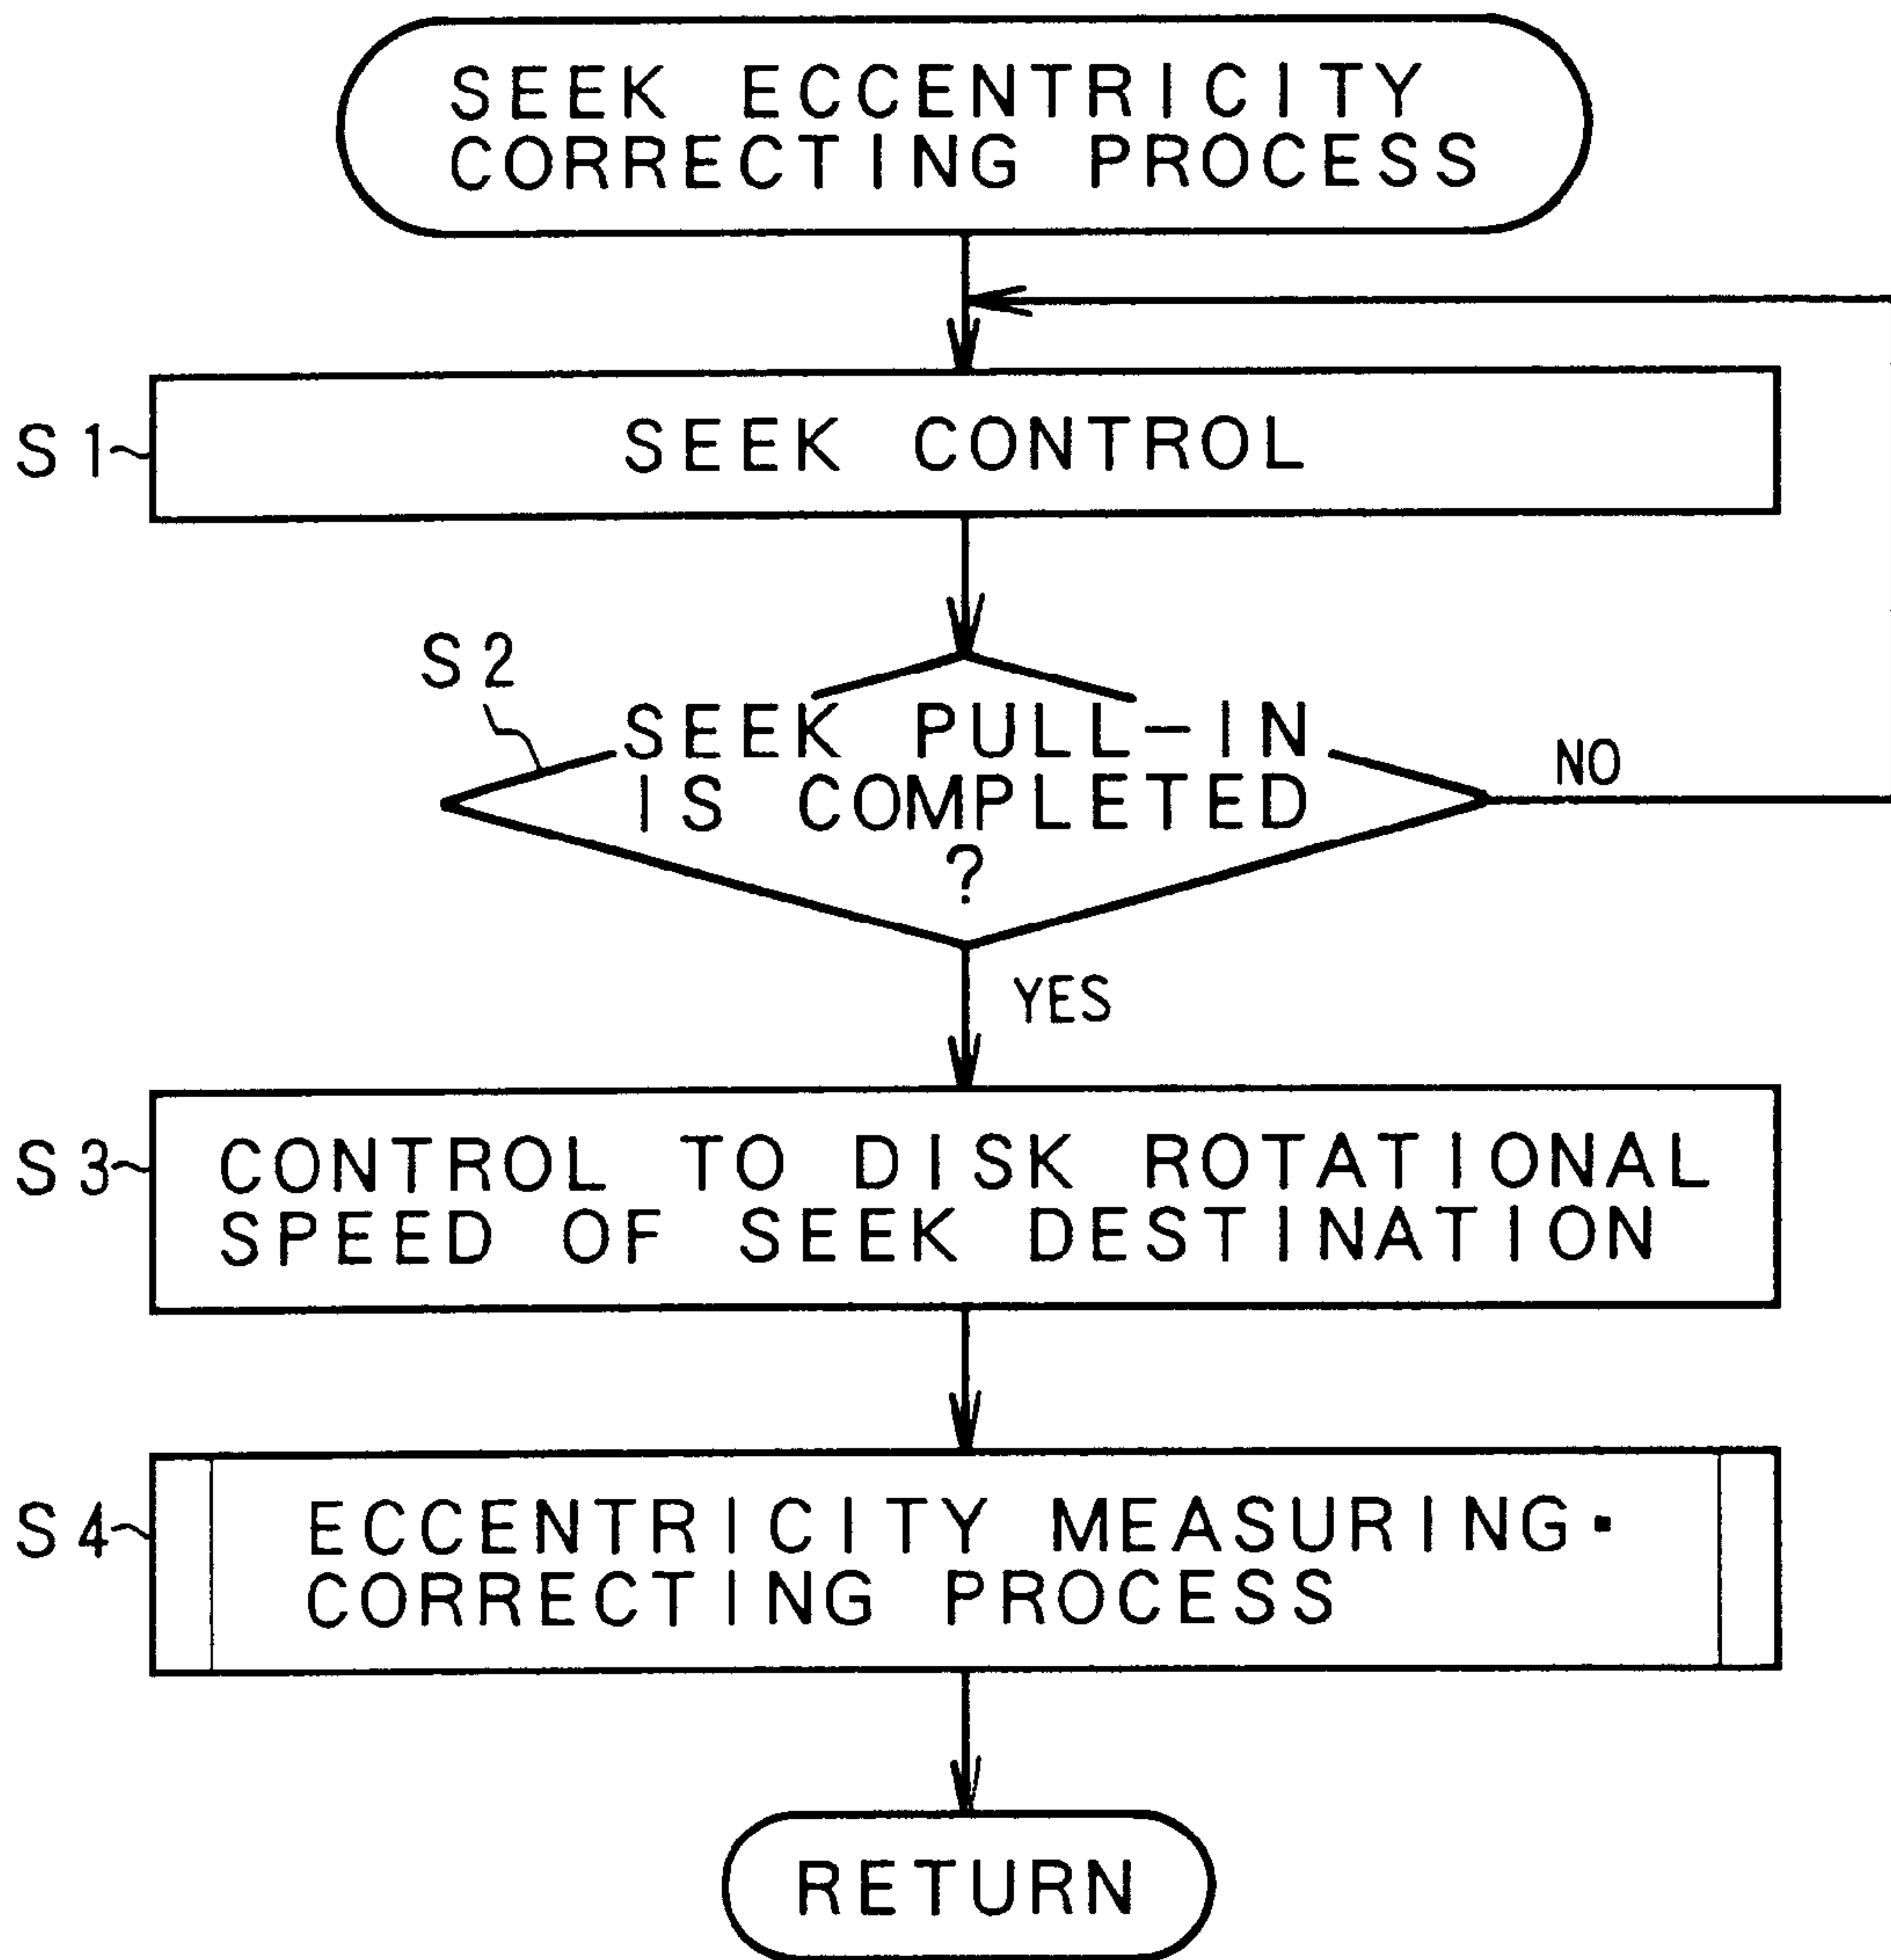 SEEK ECCENTRICITY
CORRECTING PROCESS
S1
SEEK CONTROL
S2
SEEK PULL-IN
IS COMPLETED
?
NO
YES
S3
CONTROL TO DISK ROTATIONAL
SPEED OF SEEK DESTINATION
S4
ECCENTRICITY MEASURING·
CORRECTING PROCESS
RETURN